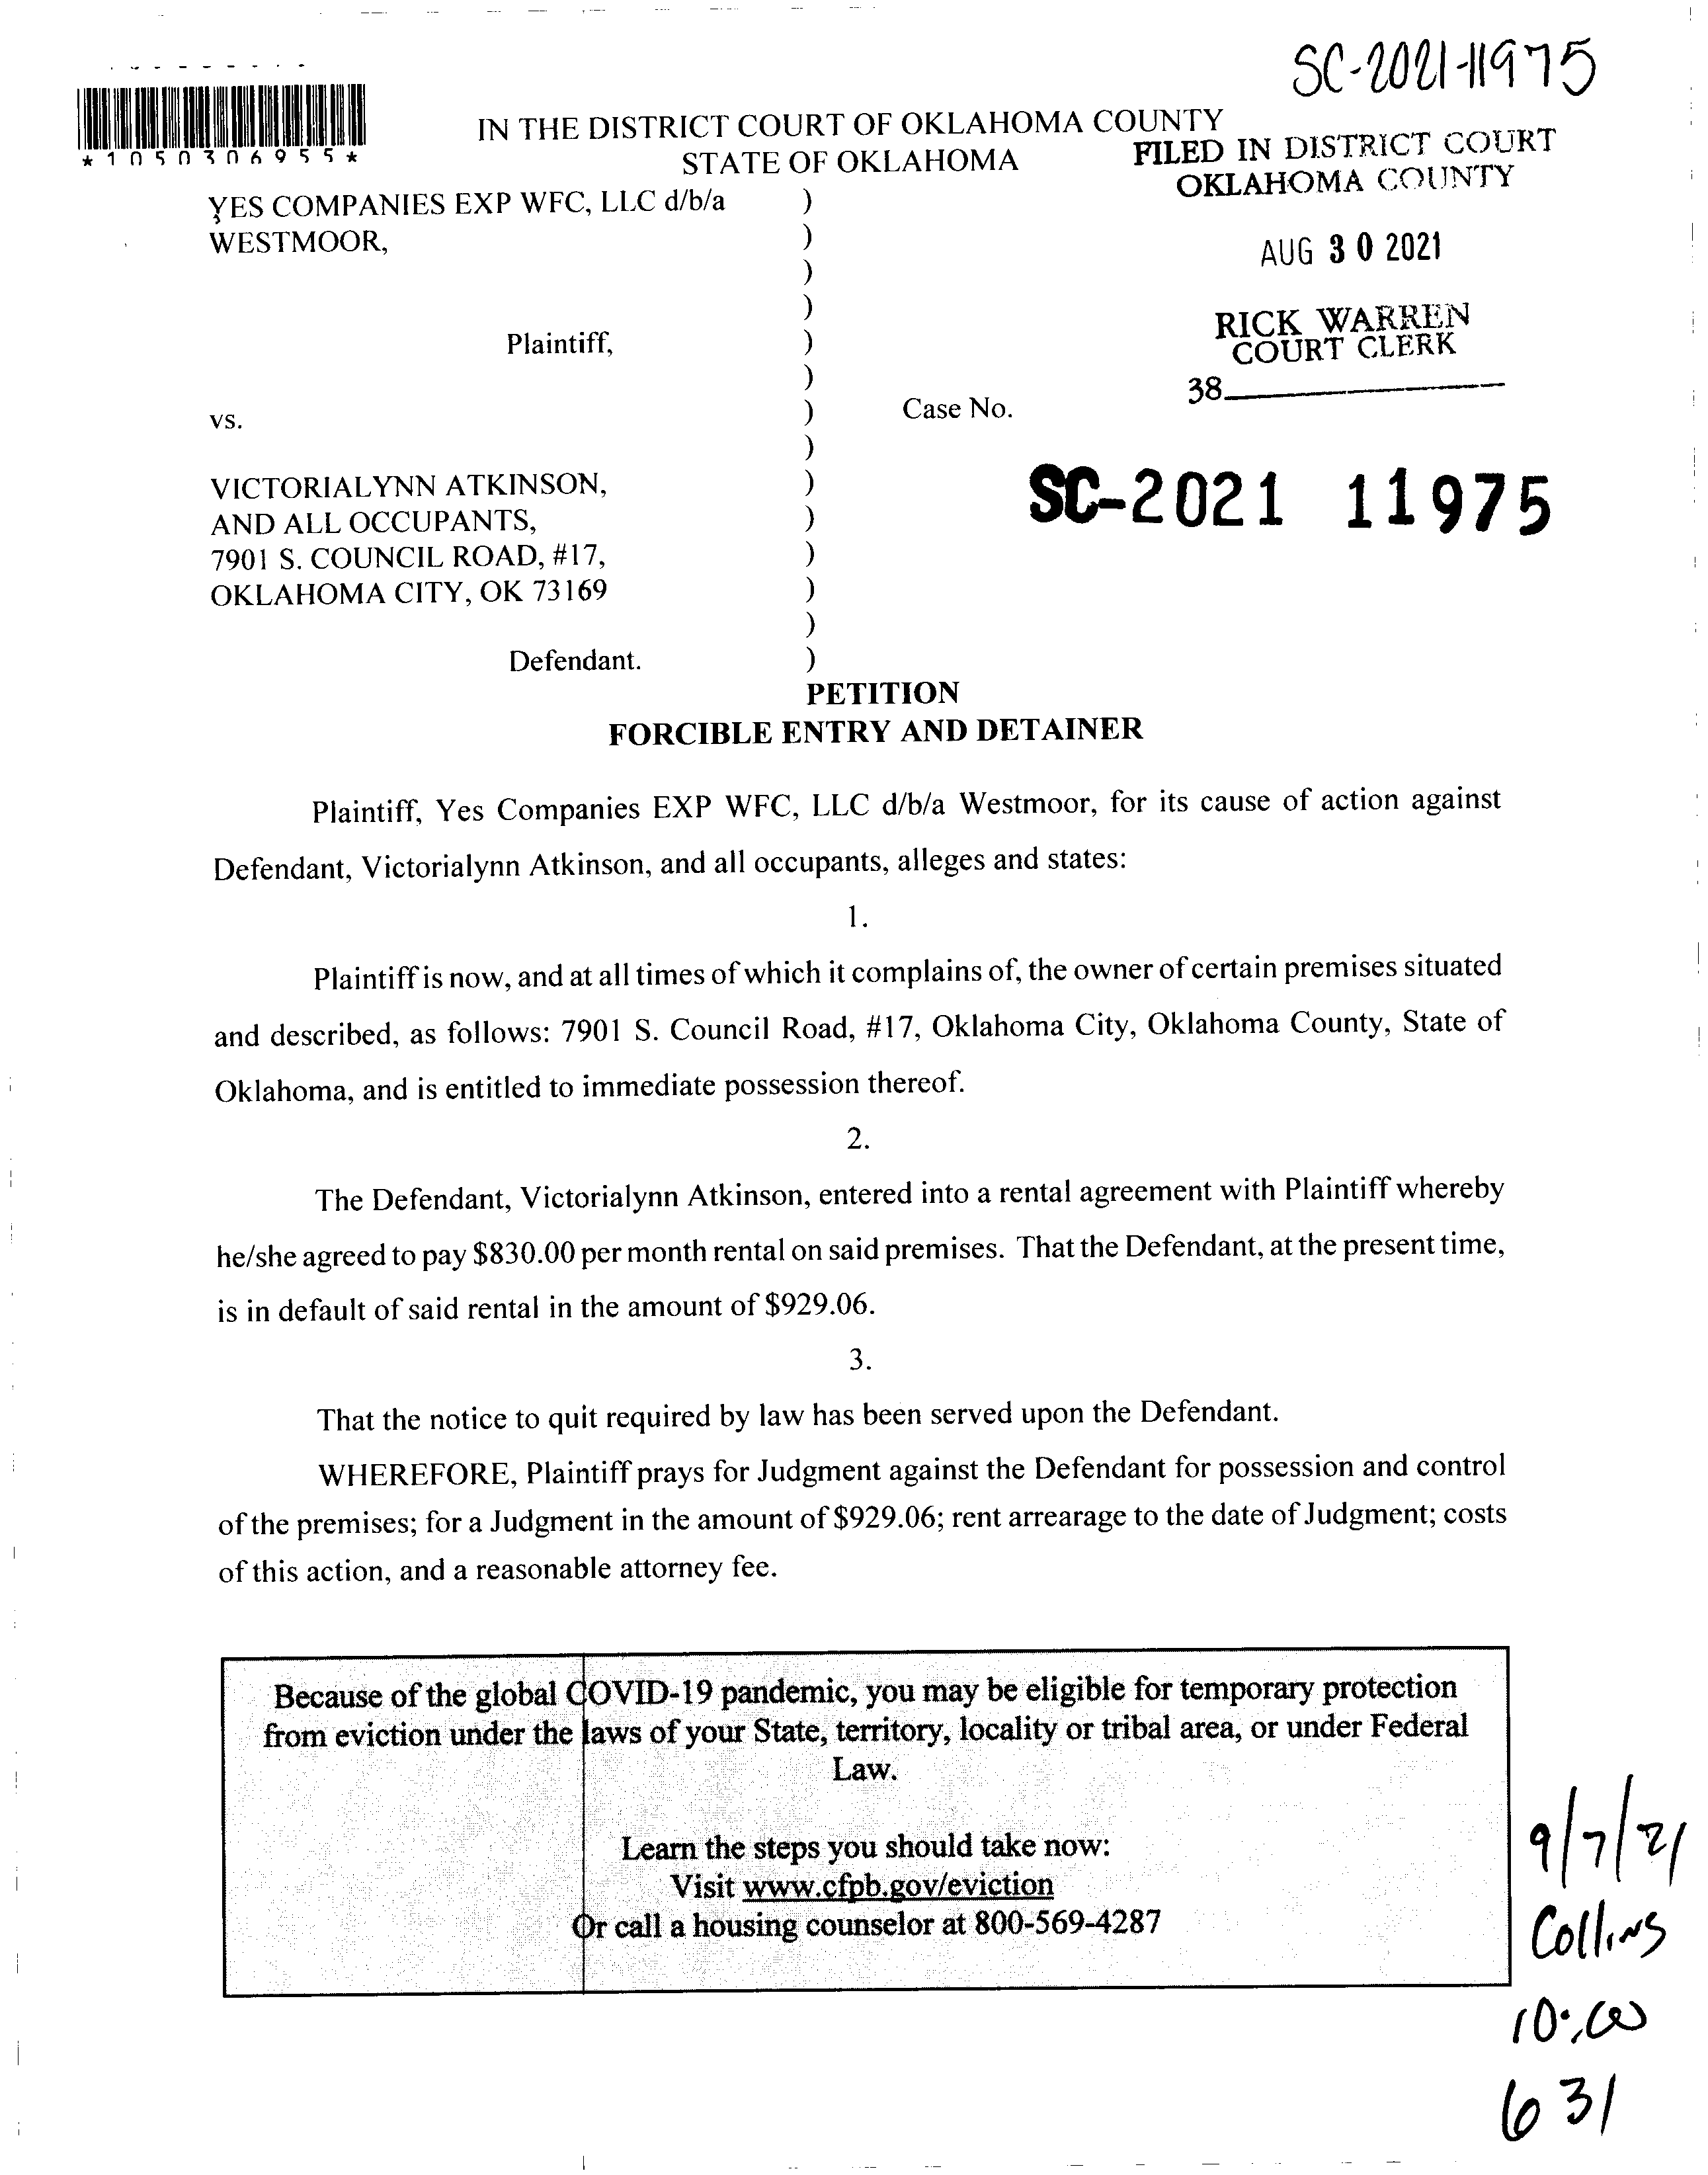 SC-2021-11975
*1050306955*
IN THE DISTRICT COURT OF OKLAHOMA COUNTY
STATE OF OKLAHOMA
FILED IN DISTRICT COURT
OKLAHOMA COUNTY
AUG 30 2021
RICK WARREN
COURT CLERK
38
YES COMPANIES EXP WFC, LLC d/b/a )
WESTMOOR, )
)
)
Plaintiff, )
)
vs. ) Case No.
)
VICTORIALYNN ATKINSON, ) SC-2021 11975
AND ALL OCCUPANTS, )
7901 S. COUNCIL ROAD, #17, )
OKLAHOMA CITY, OK 73169 )
)
Defendant. )
PETITION
FORCIBLE ENTRY AND DETAINER
Plaintiff, Yes Companies EXP WFC, LLC d/b/a Westmoor, for its cause of action against
Defendant, Victorialynn Atkinson, and all occupants, alleges and states:
1.
Plaintiff is now, and at all times of which it complains of, the owner of certain premises situated
and described, as follows: 7901 S. Council Road, #17, Oklahoma City, Oklahoma County, State of
Oklahoma, and is entitled to immediate possession thereof.
2.
The Defendant, Victorialynn Atkinson, entered into a rental agreement with Plaintiff whereby
he/she agreed to pay $830.00 per month rental on said premises. That the Defendant, at the present time,
is in default of said rental in the amount of $929.06.
3.
That the notice to quit required by law has been served upon the Defendant.
WHEREFORE, Plaintiff prays for Judgment against the Defendant for possession and control
of the premises; for a Judgment in the amount of $929.06; rent arrearage to the date of Judgment; costs
of this action, and a reasonable attorney fee.
Because of the global COVID-19 pandemic, you may be eligible for temporary protection
from eviction under the laws of your State, territory, locality or tribal area, or under Federal
Law.
Learn the steps you should take now:
Visit www.cfpb.gov/eviction
Or call a housing counselor at 800-569-4287
9/7/21
Collins
10:00
631